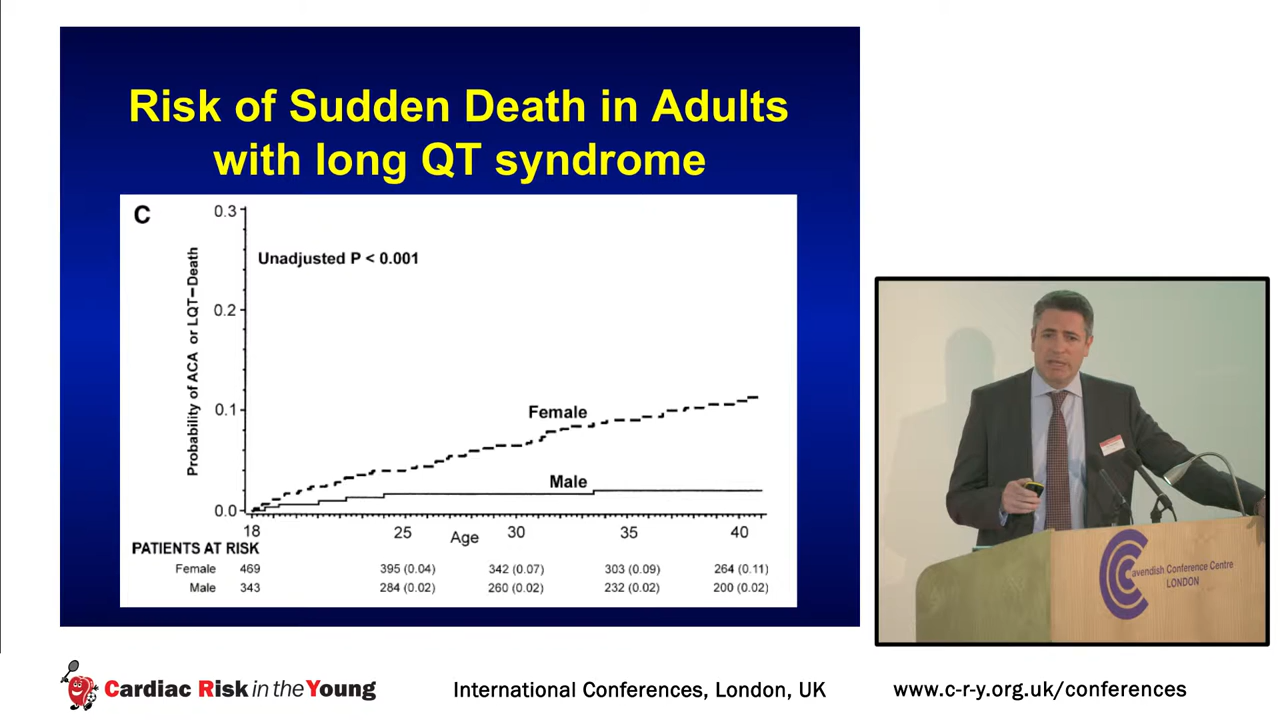 Risk of Sudden Death in Adults
with long QT syndrome
C
0.3
0.2
0.1
0.0
Probability of ACA or LQT-Death
Unadjusted P < 0.001
Female
Male
18 25 30 35 40
Age
PATIENTS AT RISK
Female 469 395 (0.04) 342 (0.07) 303 (0.09) 264 (0.11)
Male 343 284 (0.02) 260 (0.02) 232 (0.02) 200 (0.02)
Cavendish Conference Centre
LONDON
Cardiac Risk in the Young
International Conferences, London, UK
www.c-r-y.org.uk/conferences